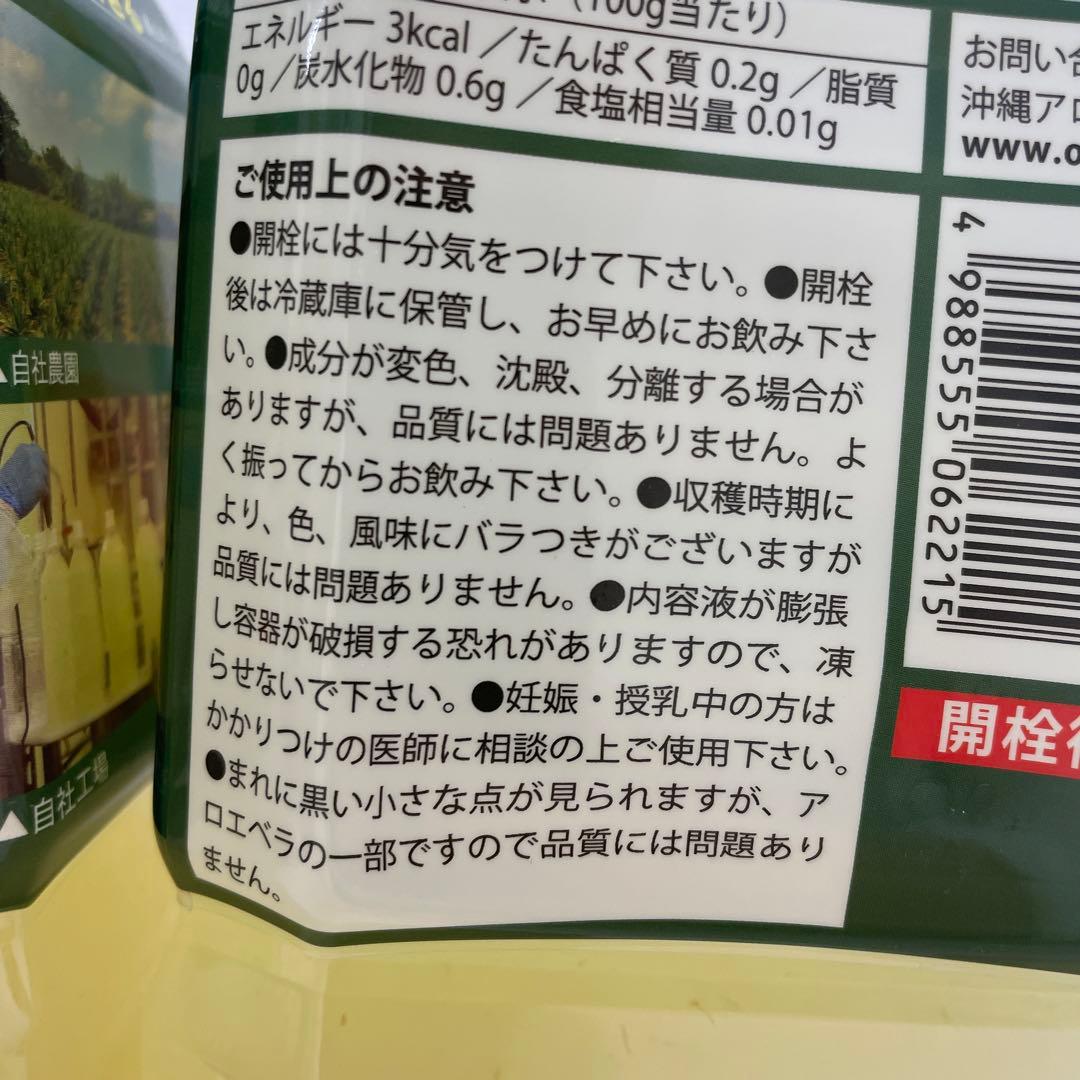 (100g当たり)
エネルギー 3kcal／たんぱく質 0.2g／脂質
0g／炭水化物 0.6g／食塩相当量 0.01g
ご使用上の注意
●開栓には十分気をつけて下さい。●開栓
後は冷蔵庫に保管し、お早めにお飲み下さ
い。●成分が変色、沈殿、分離する場合が
ありますが、品質には問題ありません。よ
く振ってからお飲み下さい。●収穫時期に
より、色、風味にバラつきがございますが
品質には問題ありません。●内容液が膨張
し容器が破損する恐れがありますので、凍
らせないで下さい。●妊娠・授乳中の方は
かかりつけの医師に相談の上ご使用下さい。
●まれに黒い小さな点が見られますが、ア
ロエベラの一部ですので品質には問題あり
ません。
お問い合
沖縄アロ
www.o
4 988555 062215
開栓後
▲自社農園
▲自社工場